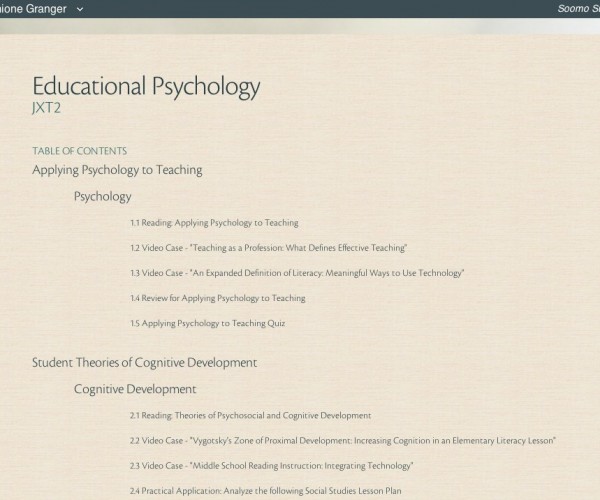 Granger
Soomo
Educational Psychology
JXT2
TABLE OF CONTENTS
Applying Psychology to Teaching
Psychology
1.1 Reading: Applying Psychology to Teaching
1.2 Video Case - "Teaching as a Profession: What Defines Effective Teaching"
1.3 Video Case - "An Expanded Definition of Literacy: Meaningful Ways to Use Technology"
1.4 Review for Applying Psychology to Teaching
1.5 Applying Psychology to Teaching Quiz
Student Theories of Cognitive Development
Cognitive Development
2.1 Reading: Theories of Psychosocial and Cognitive Development
2.2 Video Case - "Vygotsky's Zone of Proximal Development: Increasing Cognition in an Elementary Literacy Lesson"
2.3 Video Case - "Middle School Reading Instruction: Integrating Technology"
2.4 Practical Application: Analyze the following Social Studies Lesson Plan